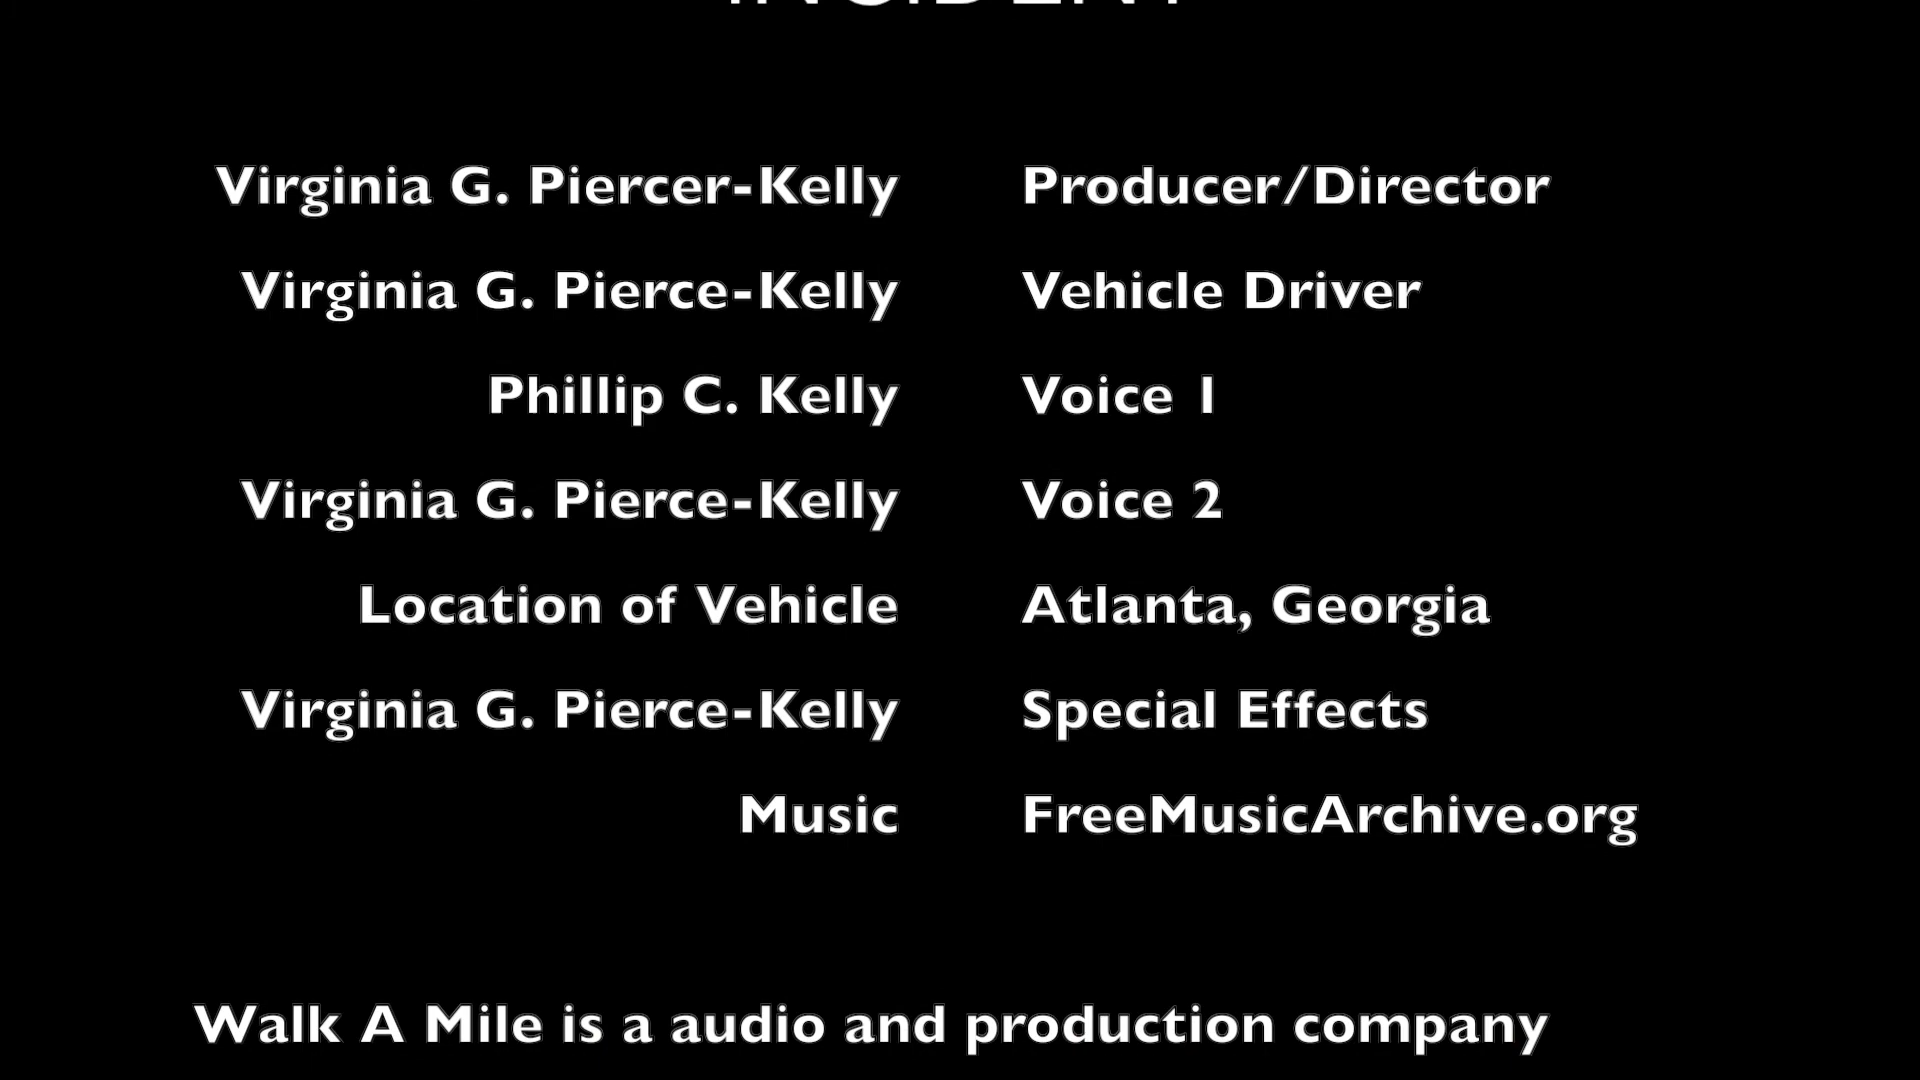 INCIDENT
Virginia G. Piercer-Kelly Producer/Director
Virginia G. Pierce-Kelly Vehicle Driver
Phillip C. Kelly Voice 1
Virginia G. Pierce-Kelly Voice 2
Location of Vehicle Atlanta, Georgia
Virginia G. Pierce-Kelly Special Effects
Music FreeMusicArchive.org
Walk A Mile is a audio and production company